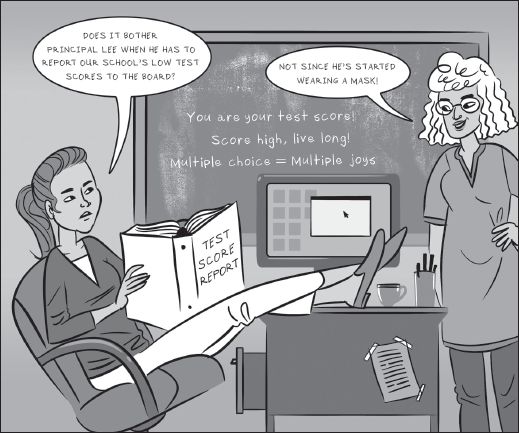 DOES IT BOTHER
PRINCIPAL LEE WHEN HE HAS TO
REPORT OUR SCHOOL'S LOW TEST
SCORES TO THE BOARD?
NOT SINCE HE'S STARTED
WEARING A MASK!
You are your test score!
Score high, live long!
Multiple choice = Multiple joys
TEST
SCORE
REPORT